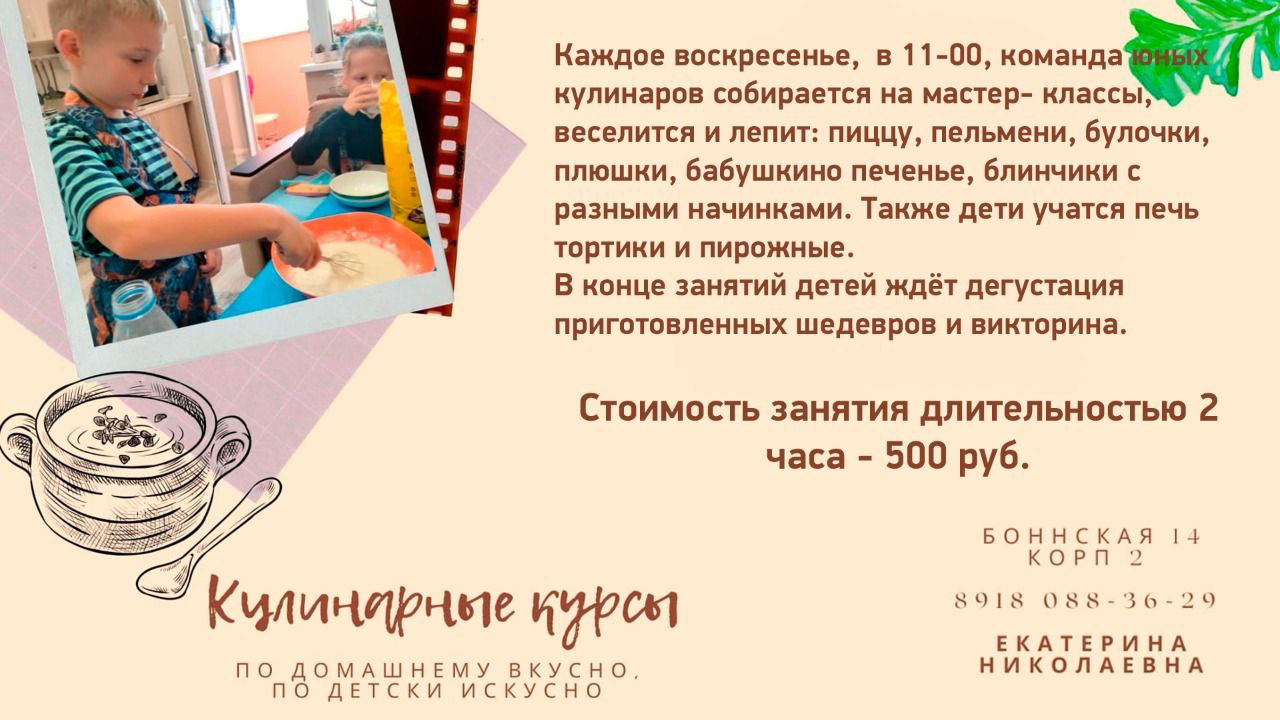 Каждое воскресенье,  в 11-00, команда юных
кулинаров собирается на мастер- классы,
веселится и лепит: пиццу, пельмени, булочки,
плюшки, бабушкино печенье, блинчики с
разными начинками. Также дети учатся печь
тортики и пирожные.
В конце занятий детей ждёт дегустация
приготовленных шедевров и викторина.
Стоимость занятия длительностью 2
часа - 500 руб.
БОННСКАЯ 14
КОРП 2
8918 088-36-29
ЕКАТЕРИНА
НИКОЛАЕВНА
Кулинарные курсы
ПО ДОМАШНЕМУ ВКУСНО,
ПО ДЕТСКИ ИСКУСНО